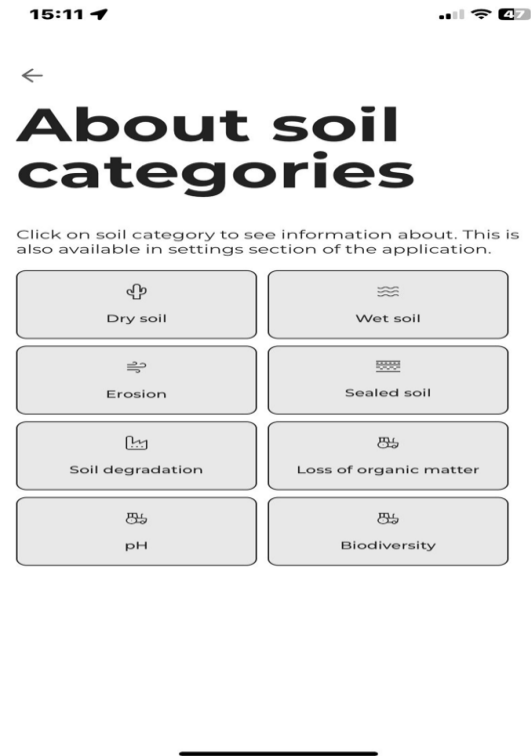 15:11
47
About soil
categories
Click on soil category to see information about. This is
also available in settings section of the application.
Dry soil
Wet soil
Erosion
Sealed soil
Soil degradation
Loss of organic matter
pH
Biodiversity